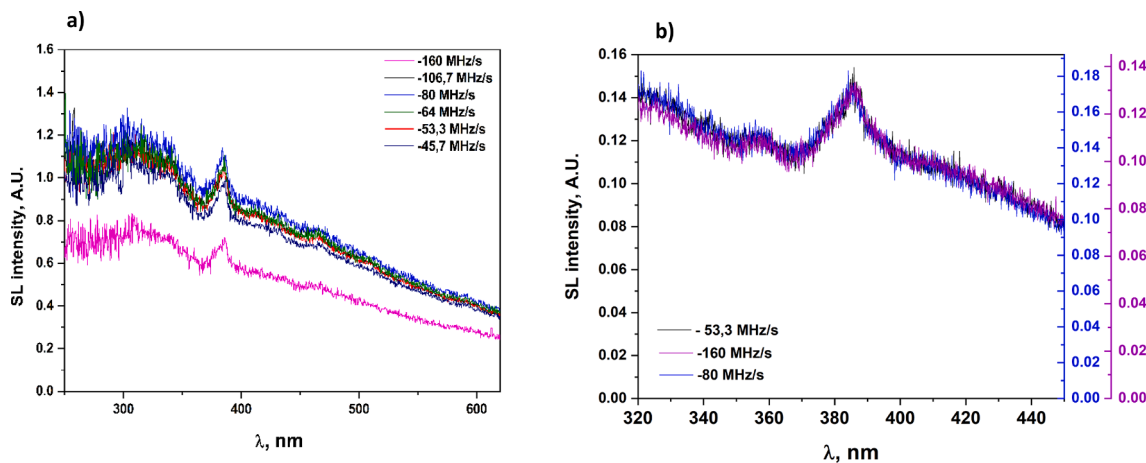 a)
SL intensity, A.U.
1.6
1.4
1.2
1.0
0.8
0.6
0.4
0.2
0.0
-160 MHz/s
-106,7 MHz/s
-80 MHz/s
-64 MHz/s
-53,3 MHz/s
-45,7 MHz/s
300 400 500 600
λ, nm
b)
SL intensity, A.U.
0.16
0.14
0.12
0.10
0.08
0.06
0.04
0.02
0.00
- 53,3 MHz/s
-160 MHz/s
-80 MHz/s
320 340 360 380 400 420 440
λ, nm
0.18
0.16
0.14
0.12
0.10
0.08
0.06
0.04
0.02
0.00
0.14
0.12
0.10
0.08
0.06
0.04
0.02
0.00